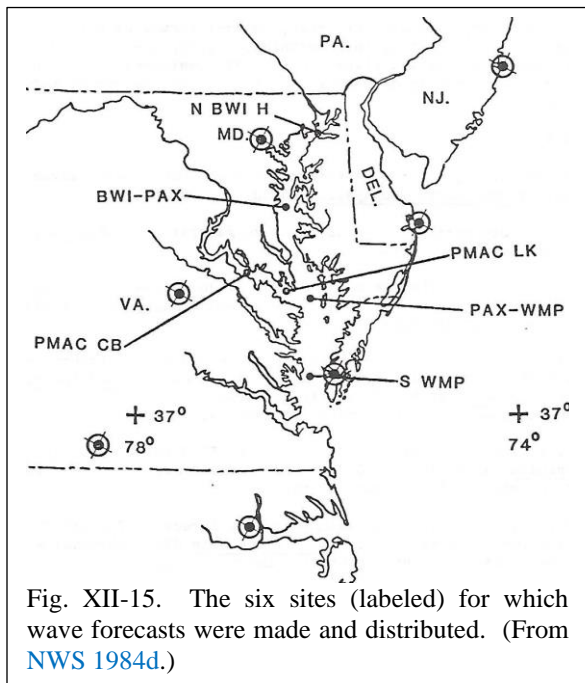 PA.
N BWI H
MD.
NJ.
BWI-PAX
DEL.
PMAC LK
VA.
PAX-WMP
PMAC CB
S WMP
37°
37°
78°
74°
Fig. XII-15. The six sites (labeled) for which
wave forecasts were made and distributed. (From
NWS 1984d.)